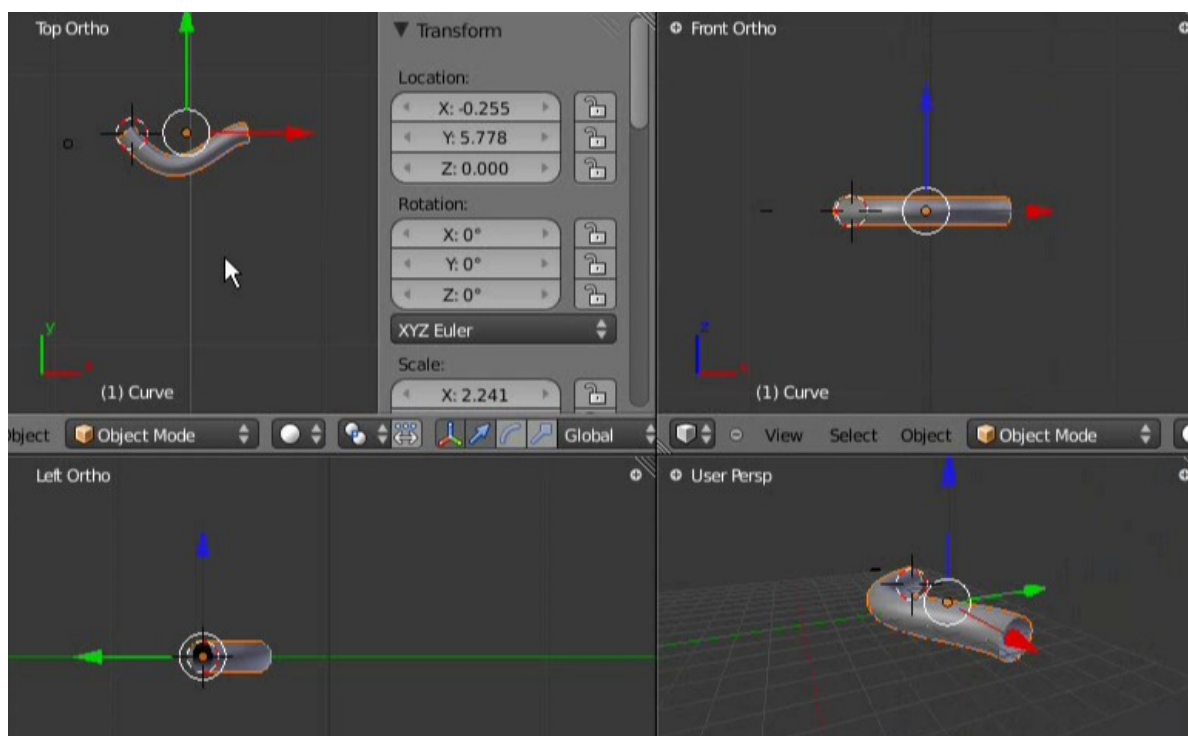 Top Ortho
Transform
Location:
X: -0.255
Y: 5.778
Z: 0.000
Rotation:
X: 0°
Y: 0°
Z: 0°
XYZ Euler
Scale:
X: 2.241
y
x
(1) Curve
Front Ortho
z
x
(1) Curve
bject Object Mode Global
View Select Object Object Mode
Left Ortho
User Persp